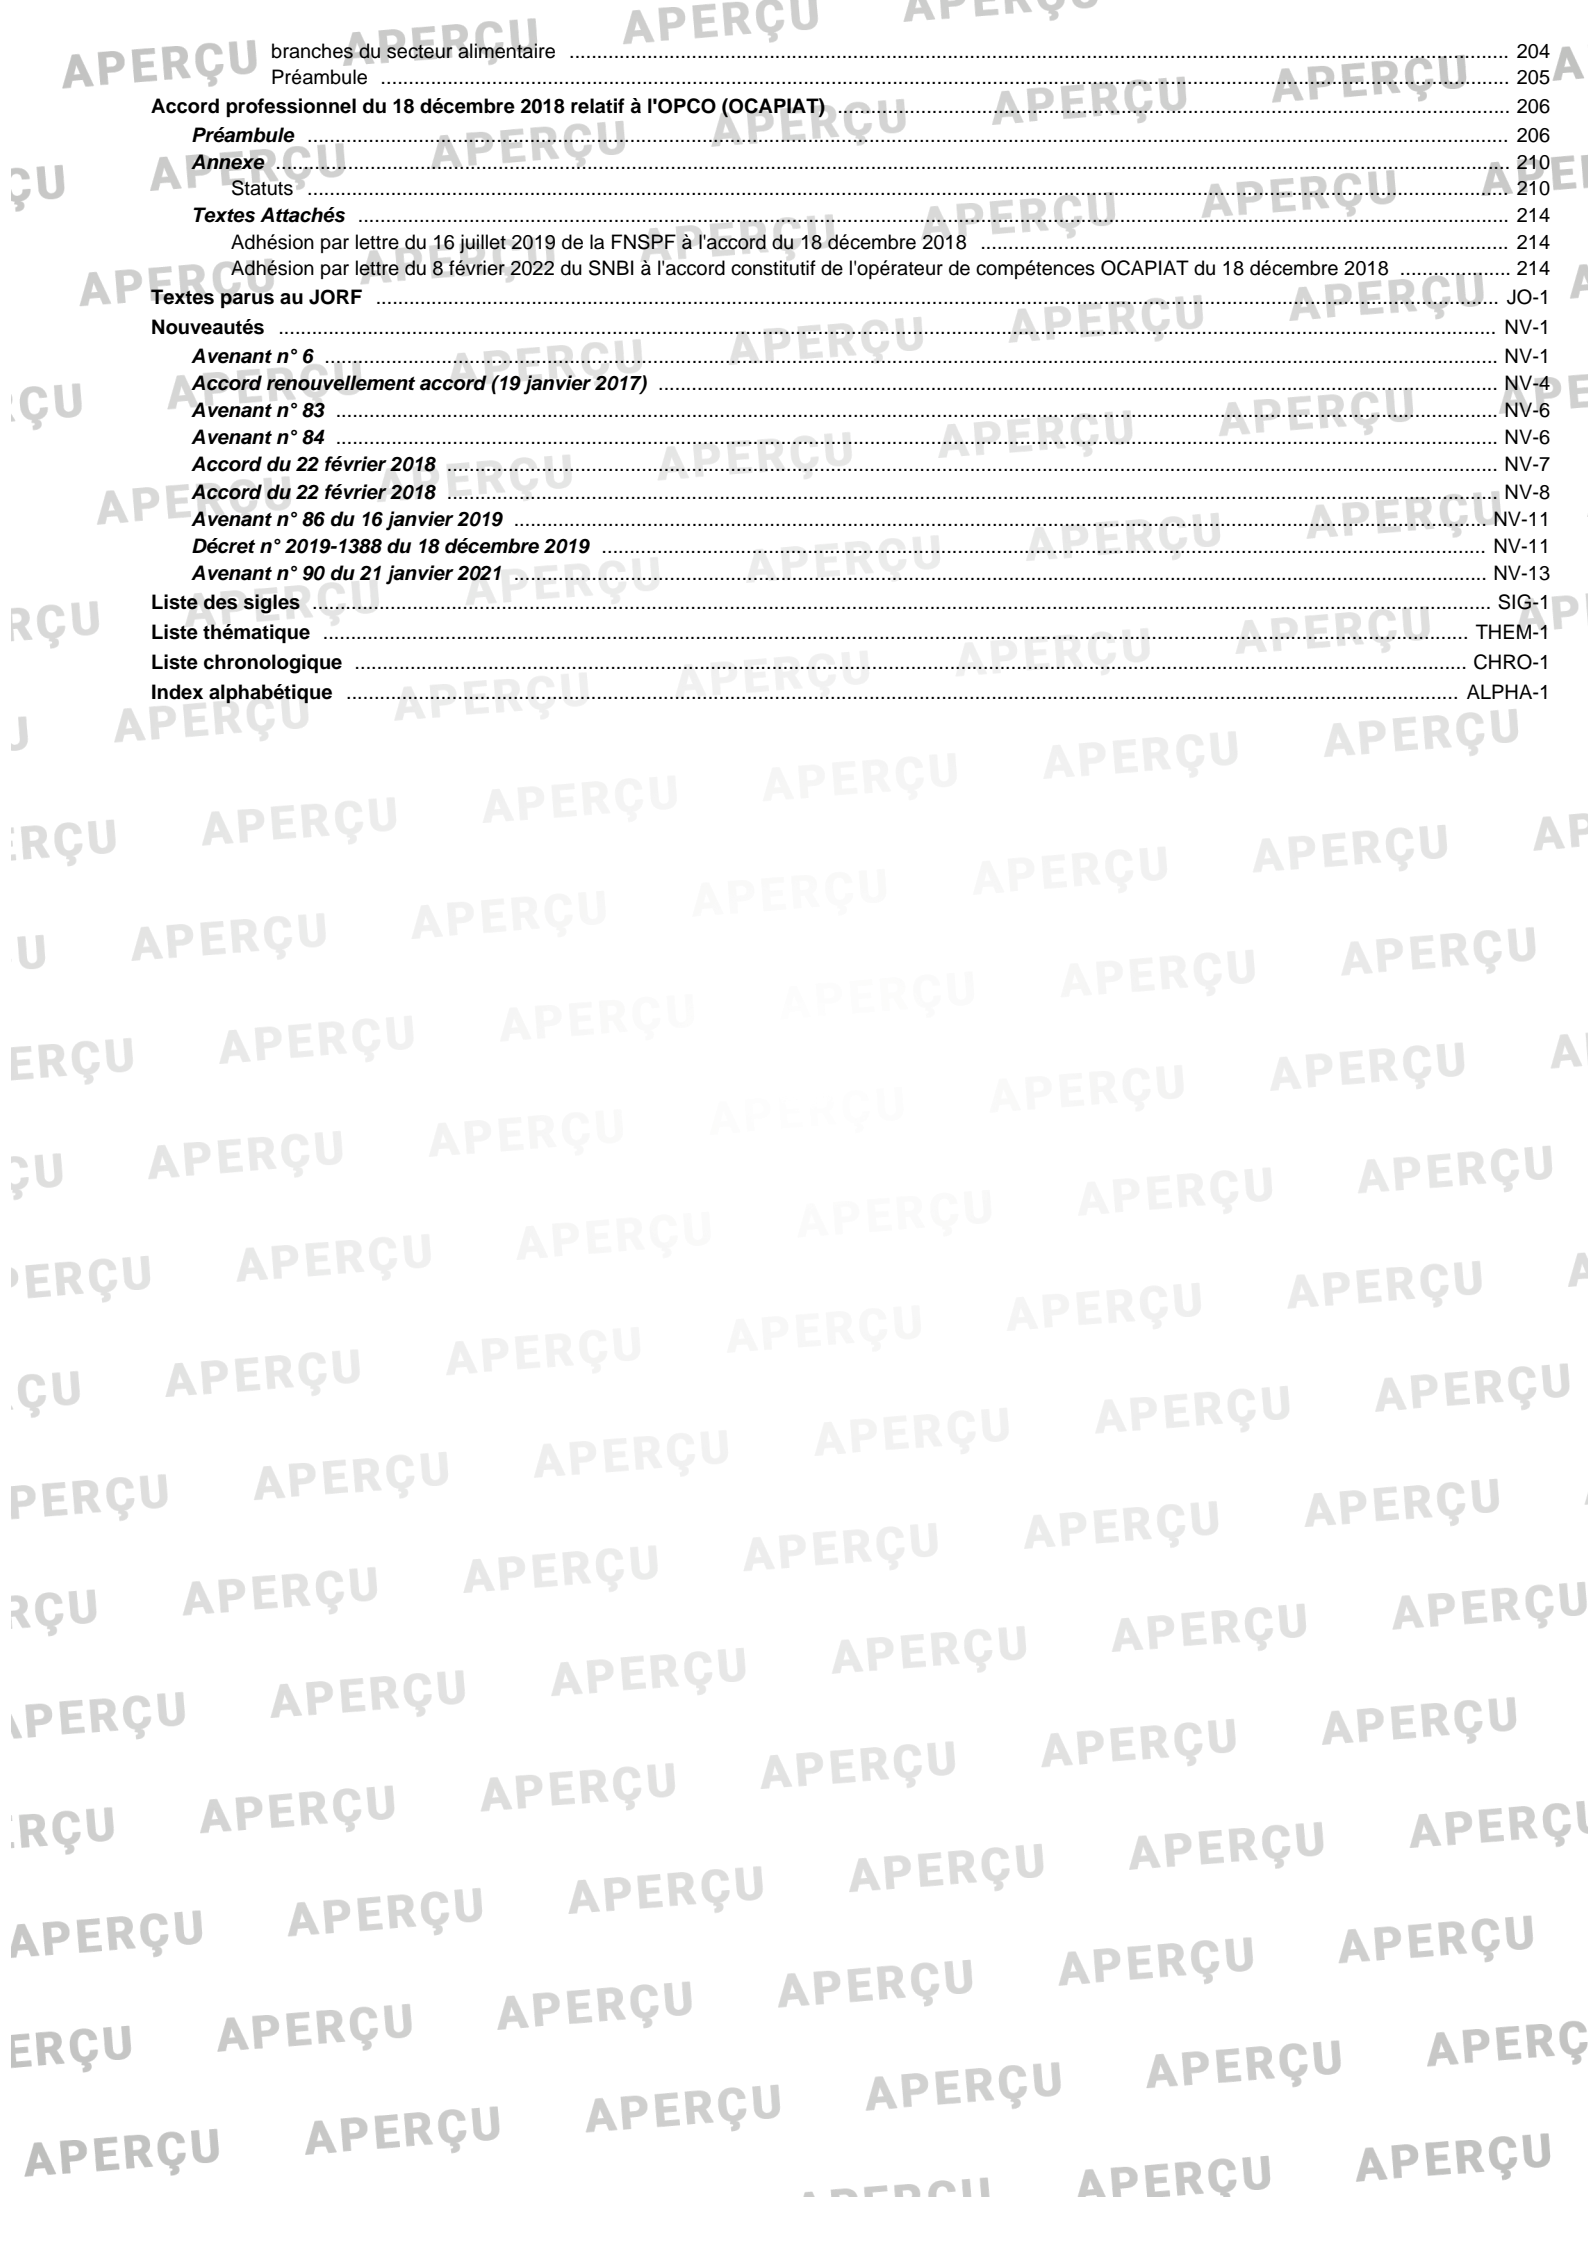 branches du secteur alimentaire ........ 204
Préambule ........ 205
Accord professionnel du 18 décembre 2018 relatif à l'OPCO (OCAPIAT) ........ 206
Préambule ........ 206
Annexe ........ 210
Statuts ........ 210
Textes Attachés ........ 214
Adhésion par lettre du 16 juillet 2019 de la FNSPF à l'accord du 18 décembre 2018 ........ 214
Adhésion par lettre du 8 février 2022 du SNBI à l'accord constitutif de l'opérateur de compétences OCAPIAT du 18 décembre 2018 ........ 214
Textes parus au JORF ........ JO-1
Nouveautés ........ NV-1
Avenant n° 6 ........ NV-1
Accord renouvellement accord (19 janvier 2017) ........ NV-4
Avenant n° 83 ........ NV-6
Avenant n° 84 ........ NV-6
Accord du 22 février 2018 ........ NV-7
Accord du 22 février 2018 ........ NV-8
Avenant n° 86 du 16 janvier 2019 ........ NV-11
Décret n° 2019-1388 du 18 décembre 2019 ........ NV-11
Avenant n° 90 du 21 janvier 2021 ........ NV-13
Liste des sigles ........ SIG-1
Liste thématique ........ THEM-1
Liste chronologique ........ CHRO-1
Index alphabétique ........ ALPHA-1
APERÇU